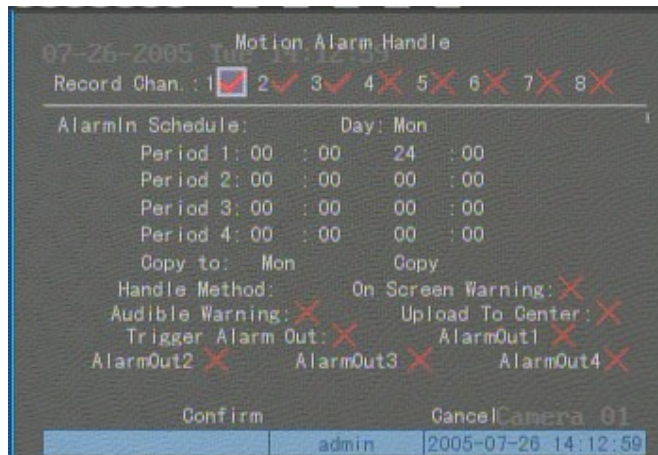 Motion Alarm Handle
07-26-2005 Tue 14:12:59
Record Chan.: 1 2 3 4 5 6 7 8
AlarmIn Schedule: Day: Mon
Period 1: 00 : 00 24 : 00
Period 2: 00 : 00 00 : 00
Period 3: 00 : 00 00 : 00
Period 4: 00 : 00 00 : 00
Copy to: Mon Copy
Handle Method: On Screen Warning:
Audible Warning: Upload To Center:
Trigger Alarm Out: AlarmOut1
AlarmOut2 AlarmOut3 AlarmOut4
Confirm Cancel
Camera 01
admin 2005-07-26 14:12:59